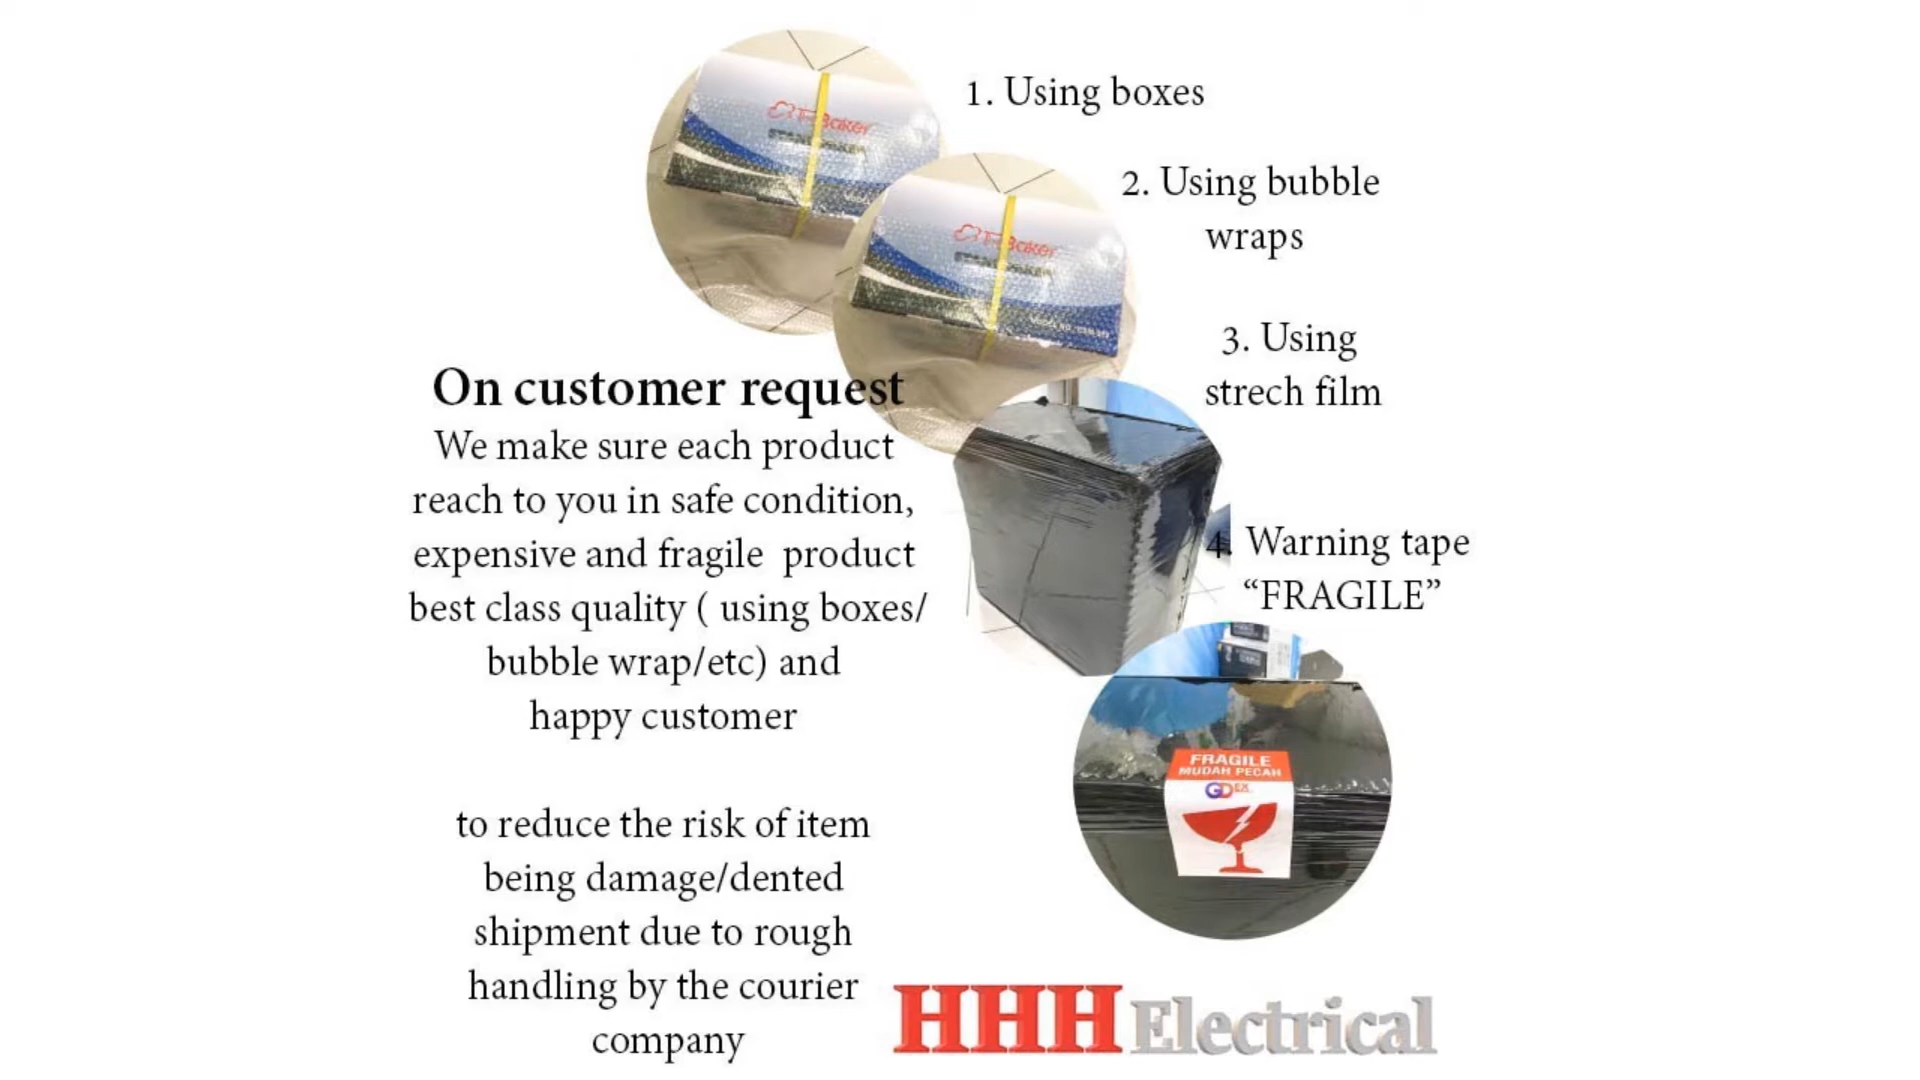 1. Using boxes
2. Using bubble
wraps
3. Using
strech film
4. Warning tape
“FRAGILE”
On customer request
We make sure each product
reach to you in safe condition,
expensive and fragile product
best class quality ( using boxes/
bubble wrap/etc) and
happy customer
to reduce the risk of item
being damage/dented
shipment due to rough
handling by the courier
company
FRAGILE
MUDAH PECAH
GDEX
HHH Electrical